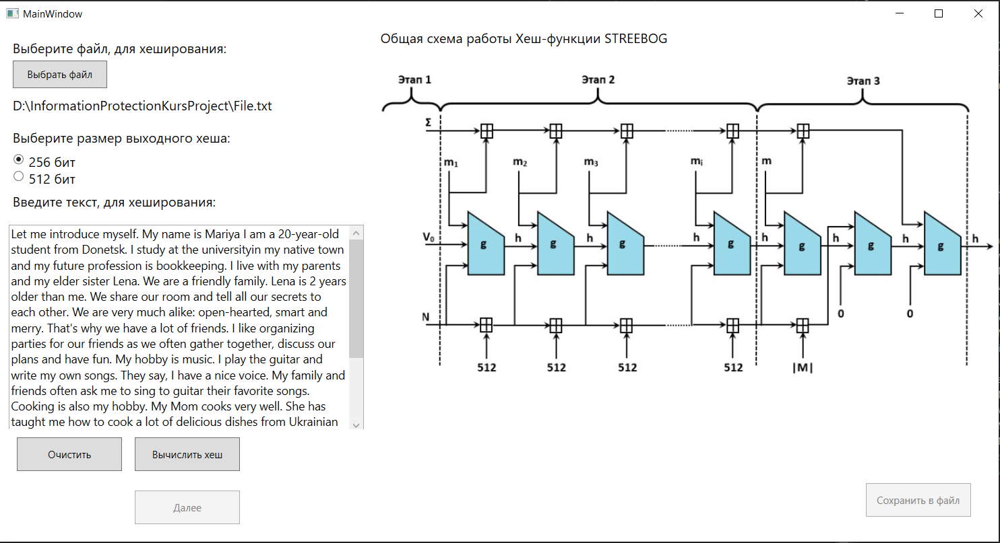 MainWindow
Выберите файл, для хеширования:
Выбрать файл
D:\InformationProtectionKursProject\File.txt
Выберите размер выходного хеша:
256 бит
512 бит
Введите текст, для хеширования:
Let me introduce myself. My name is Mariya I am a 20-year-old
student from Donetsk. I study at the universityin my native town
and my future profession is bookkeeping. I live with my parents
and my elder sister Lena. We are a friendly family. Lena is 2 years
older than me. We share our room and tell all our secrets to
each other. We are very much alike: open-hearted, smart and
merry. That's why we have a lot of friends. I like organizing
parties for our friends as we often gather together, discuss our
plans and have fun. My hobby is music. I play the guitar and
write my own songs. They say, I have a nice voice. My family and
friends often ask me to sing to guitar their favorite songs.
Cooking is also my hobby. My Mom cooks very well. She has
taught me how to cook a lot of delicious dishes from Ukrainian
Очистить
Вычислить хеш
Далее
Общая схема работы Хеш-функции STREEBOG
Этап 1 Этап 2 Этап 3
Σ
m₁ m₂ m₃ mᵢ m
V₀ g h g h g h g h g h g h g h
N
0 0
512 512 512 512 |M|
Сохранить в файл